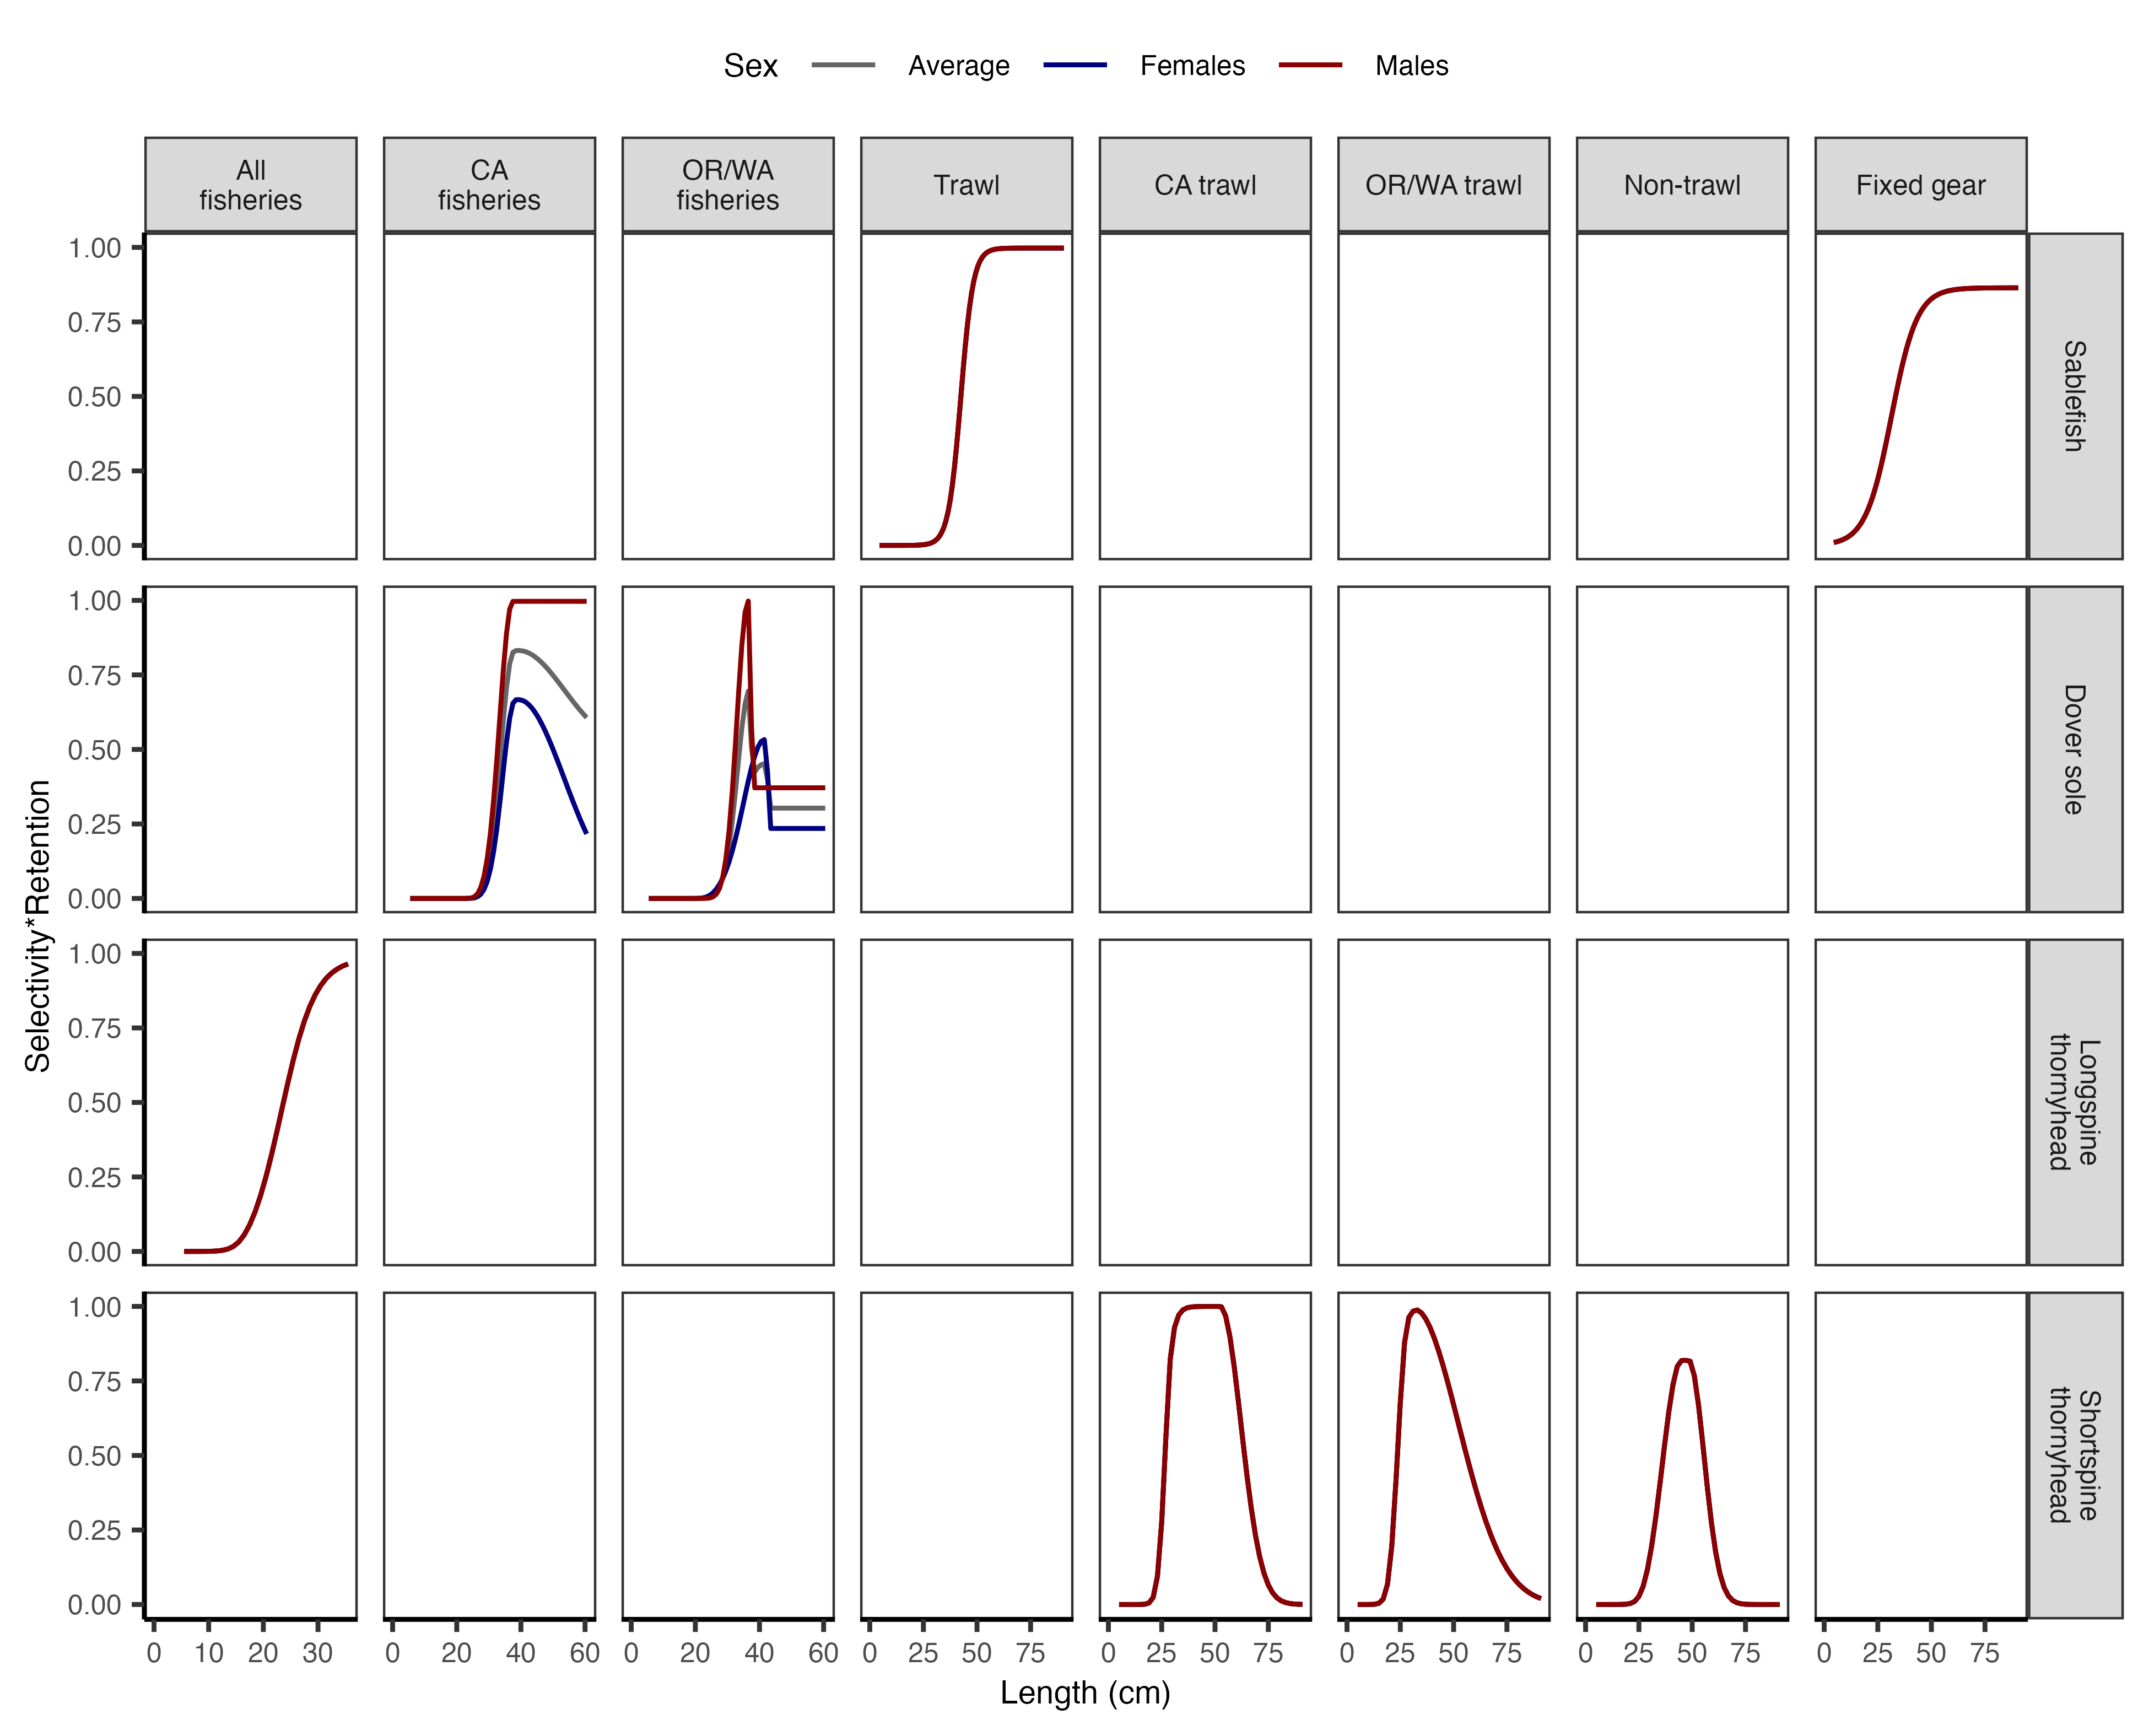 Sex Average Females Males
All fisheries
CA fisheries
OR/WA fisheries
Trawl
CA trawl
OR/WA trawl
Non-trawl
Fixed gear
Selectivity*Retention
1.00
0.75
0.50
0.25
0.00
Sablefish
1.00
0.75
0.50
0.25
0.00
Dover sole
1.00
0.75
0.50
0.25
0.00
Longspine
thornyhead
1.00
0.75
0.50
0.25
0.00
Shortspine
thornyhead
0 10 20 30
0 20 40 60
0 20 40 60
0 25 50 75
0 25 50 75
0 25 50 75
0 25 50 75
0 25 50 75
Length (cm)